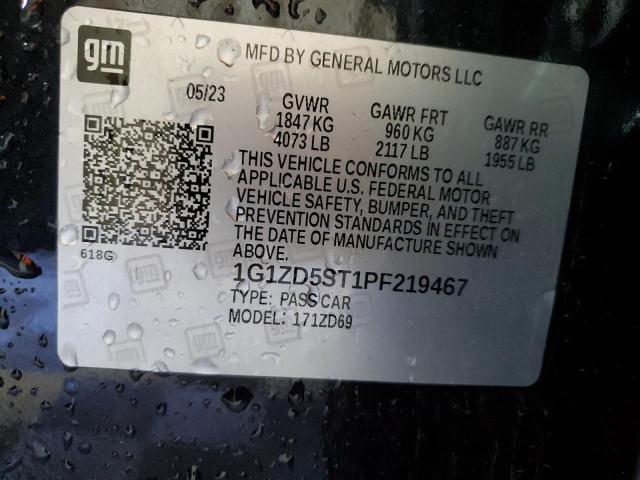 gm
MFD BY GENERAL MOTORS LLC
05/23
GVWR
1847 KG
4073 LB
GAWR FRT
960 KG
2117 LB
GAWR RR
887 KG
1955 LB
THIS VEHICLE CONFORMS TO ALL
APPLICABLE U.S. FEDERAL MOTOR
VEHICLE SAFETY, BUMPER, AND THEFT
PREVENTION STANDARDS IN EFFECT ON
THE DATE OF MANUFACTURE SHOWN
ABOVE.
618G
1G1ZD5ST1PF219467
TYPE: PASS CAR
MODEL: 171ZD69